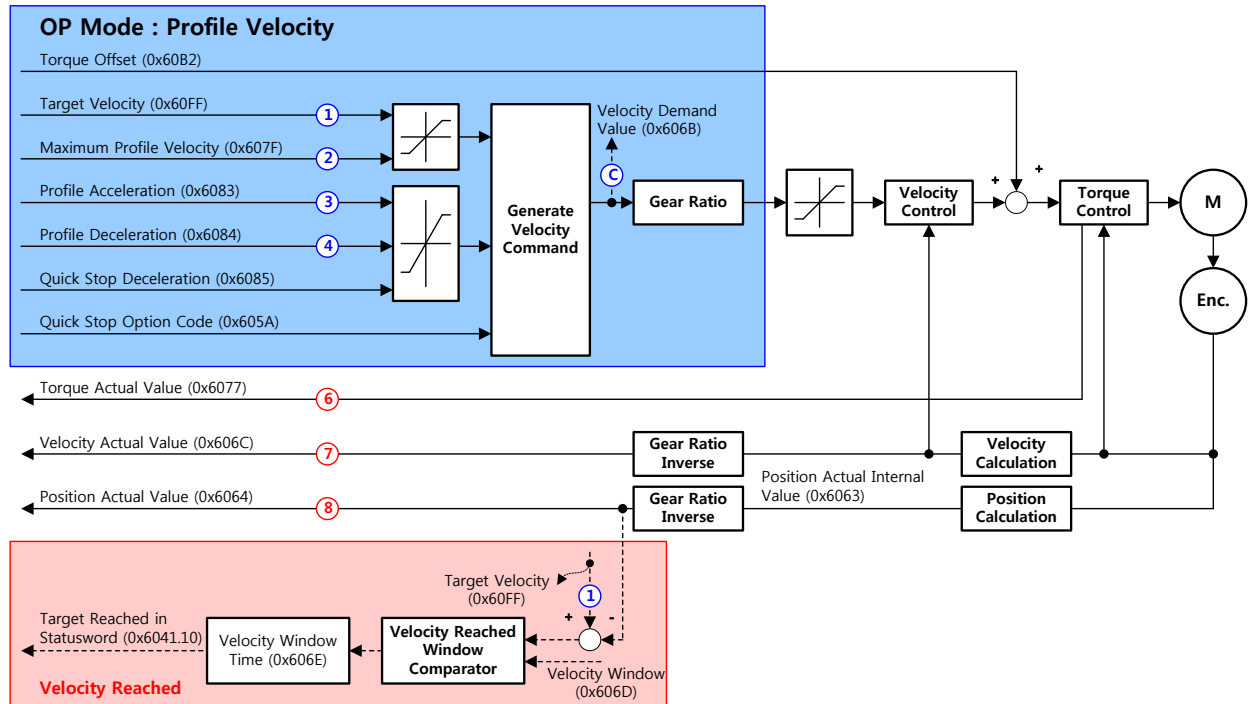 OP Mode : Profile Velocity
Torque Offset (0x60B2)
Target Velocity (0x60FF)
1
Maximum Profile Velocity (0x607F)
2
Profile Acceleration (0x6083)
3
Profile Deceleration (0x6084)
4
Quick Stop Deceleration (0x6085)
Quick Stop Option Code (0x605A)
Generate
Velocity
Command
Velocity Demand
Value (0x606B)
C
Gear Ratio
Velocity
Control
+
+
Torque
Control
M
Enc.
Torque Actual Value (0x6077)
6
Velocity Actual Value (0x606C)
7
Gear Ratio
Inverse
Velocity
Calculation
Position Actual Value (0x6064)
8
Gear Ratio
Inverse
Position Actual Internal
Value (0x6063)
Position
Calculation
Target Velocity
(0x60FF)
1
+
-
Target Reached in
Statusword (0x6041.10)
Velocity Window
Time (0x606E)
Velocity Reached
Window
Comparator
Velocity Window
(0x606D)
Velocity Reached